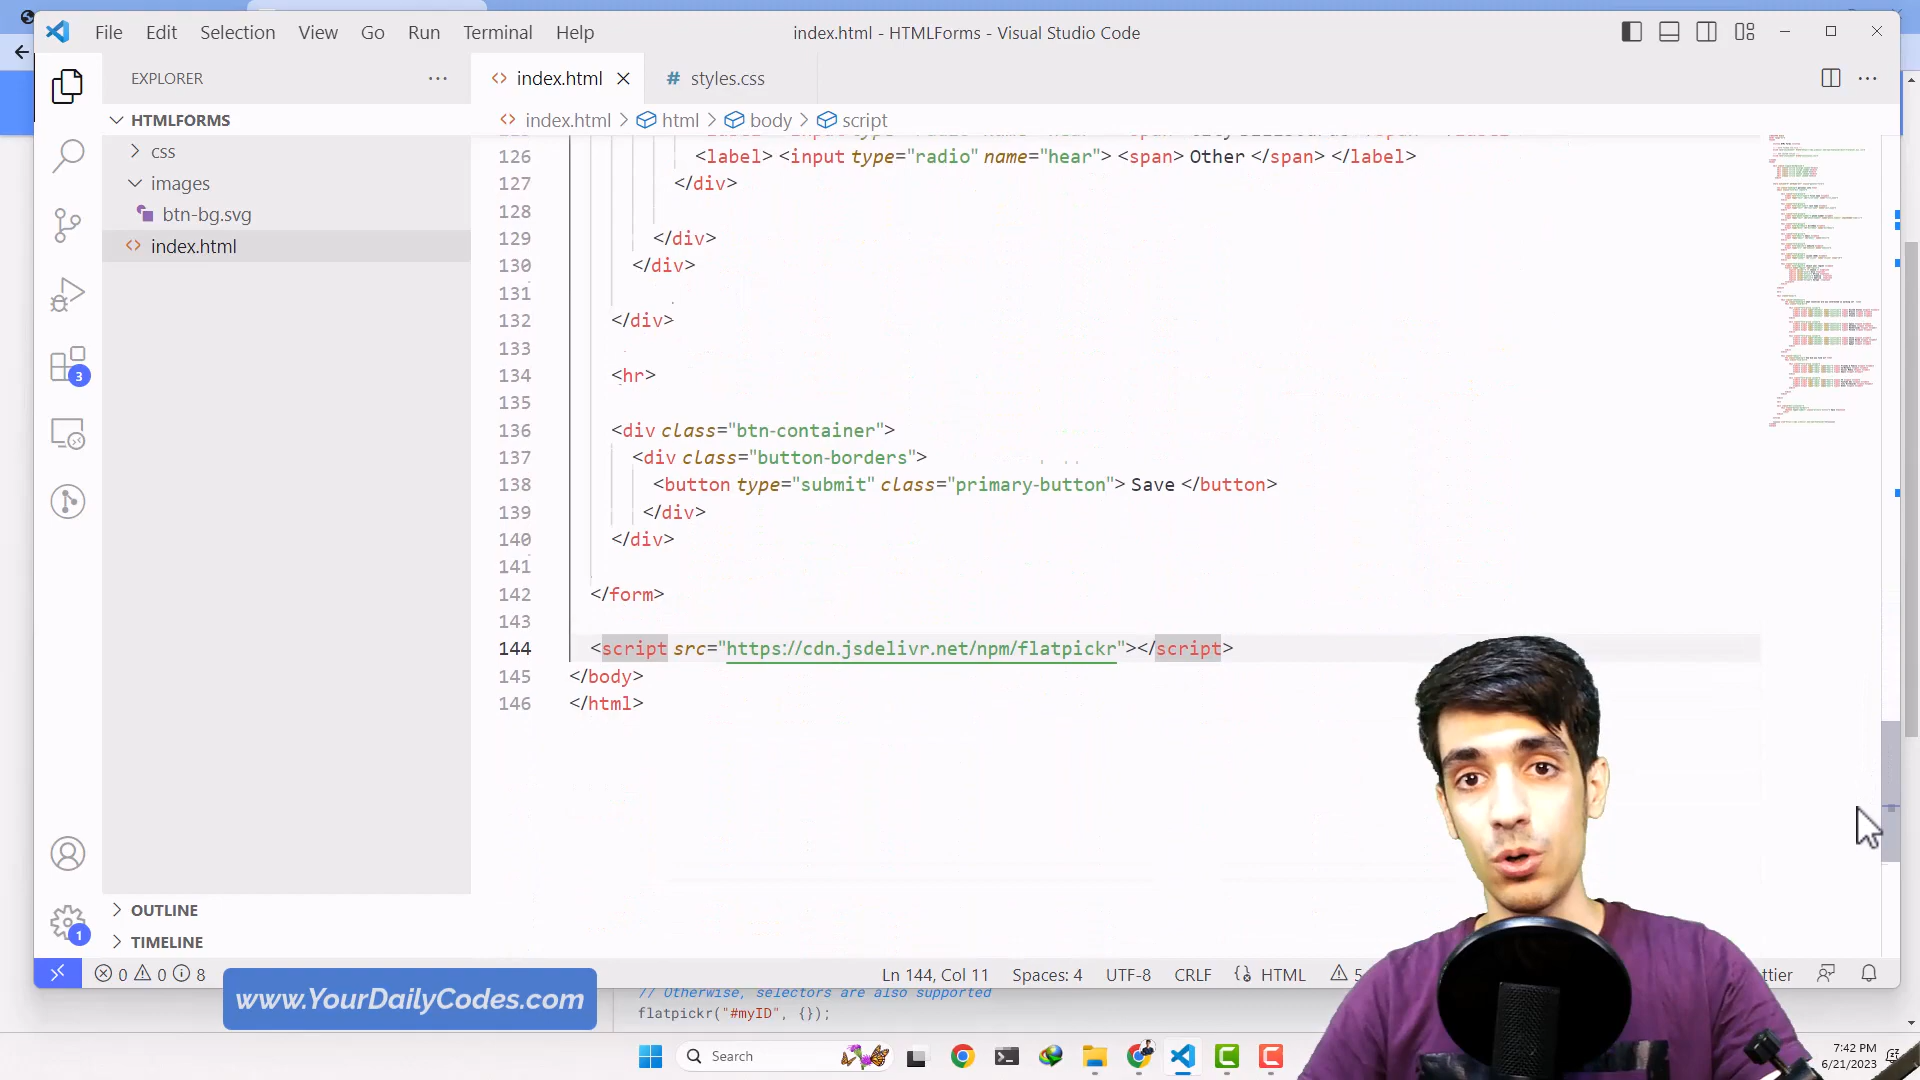 File Edit Selection View Go Run Terminal Help
index.html - HTMLForms - Visual Studio Code
EXPLORER
index.html
# styles.css
HTMLFORMS
index.html > html > body > script
css
images
btn-bg.svg
index.html
126 <label> <input type="radio" name="hear"> <span> Other </span> </label>
127 </div>
128
129 </div>
130 </div>
131
132 </div>
133
134 <hr>
135
136 <div class="btn-container">
137 <div class="button-borders">
138 <button type="submit" class="primary-button"> Save </button>
139 </div>
140 </div>
141
142 </form>
143
144 <script src="https://cdn.jsdelivr.net/npm/flatpickr"></script>
145 </body>
146 </html>
3
1
OUTLINE
TIMELINE
0 0 8
Ln 144, Col 11 Spaces: 4 UTF-8 CRLF HTML 5 ttier
www.YourDailyCodes.com
// Otherwise, selectors are also supported
flatpickr("#myID", {});
Search
7:42 PM
6/21/2023